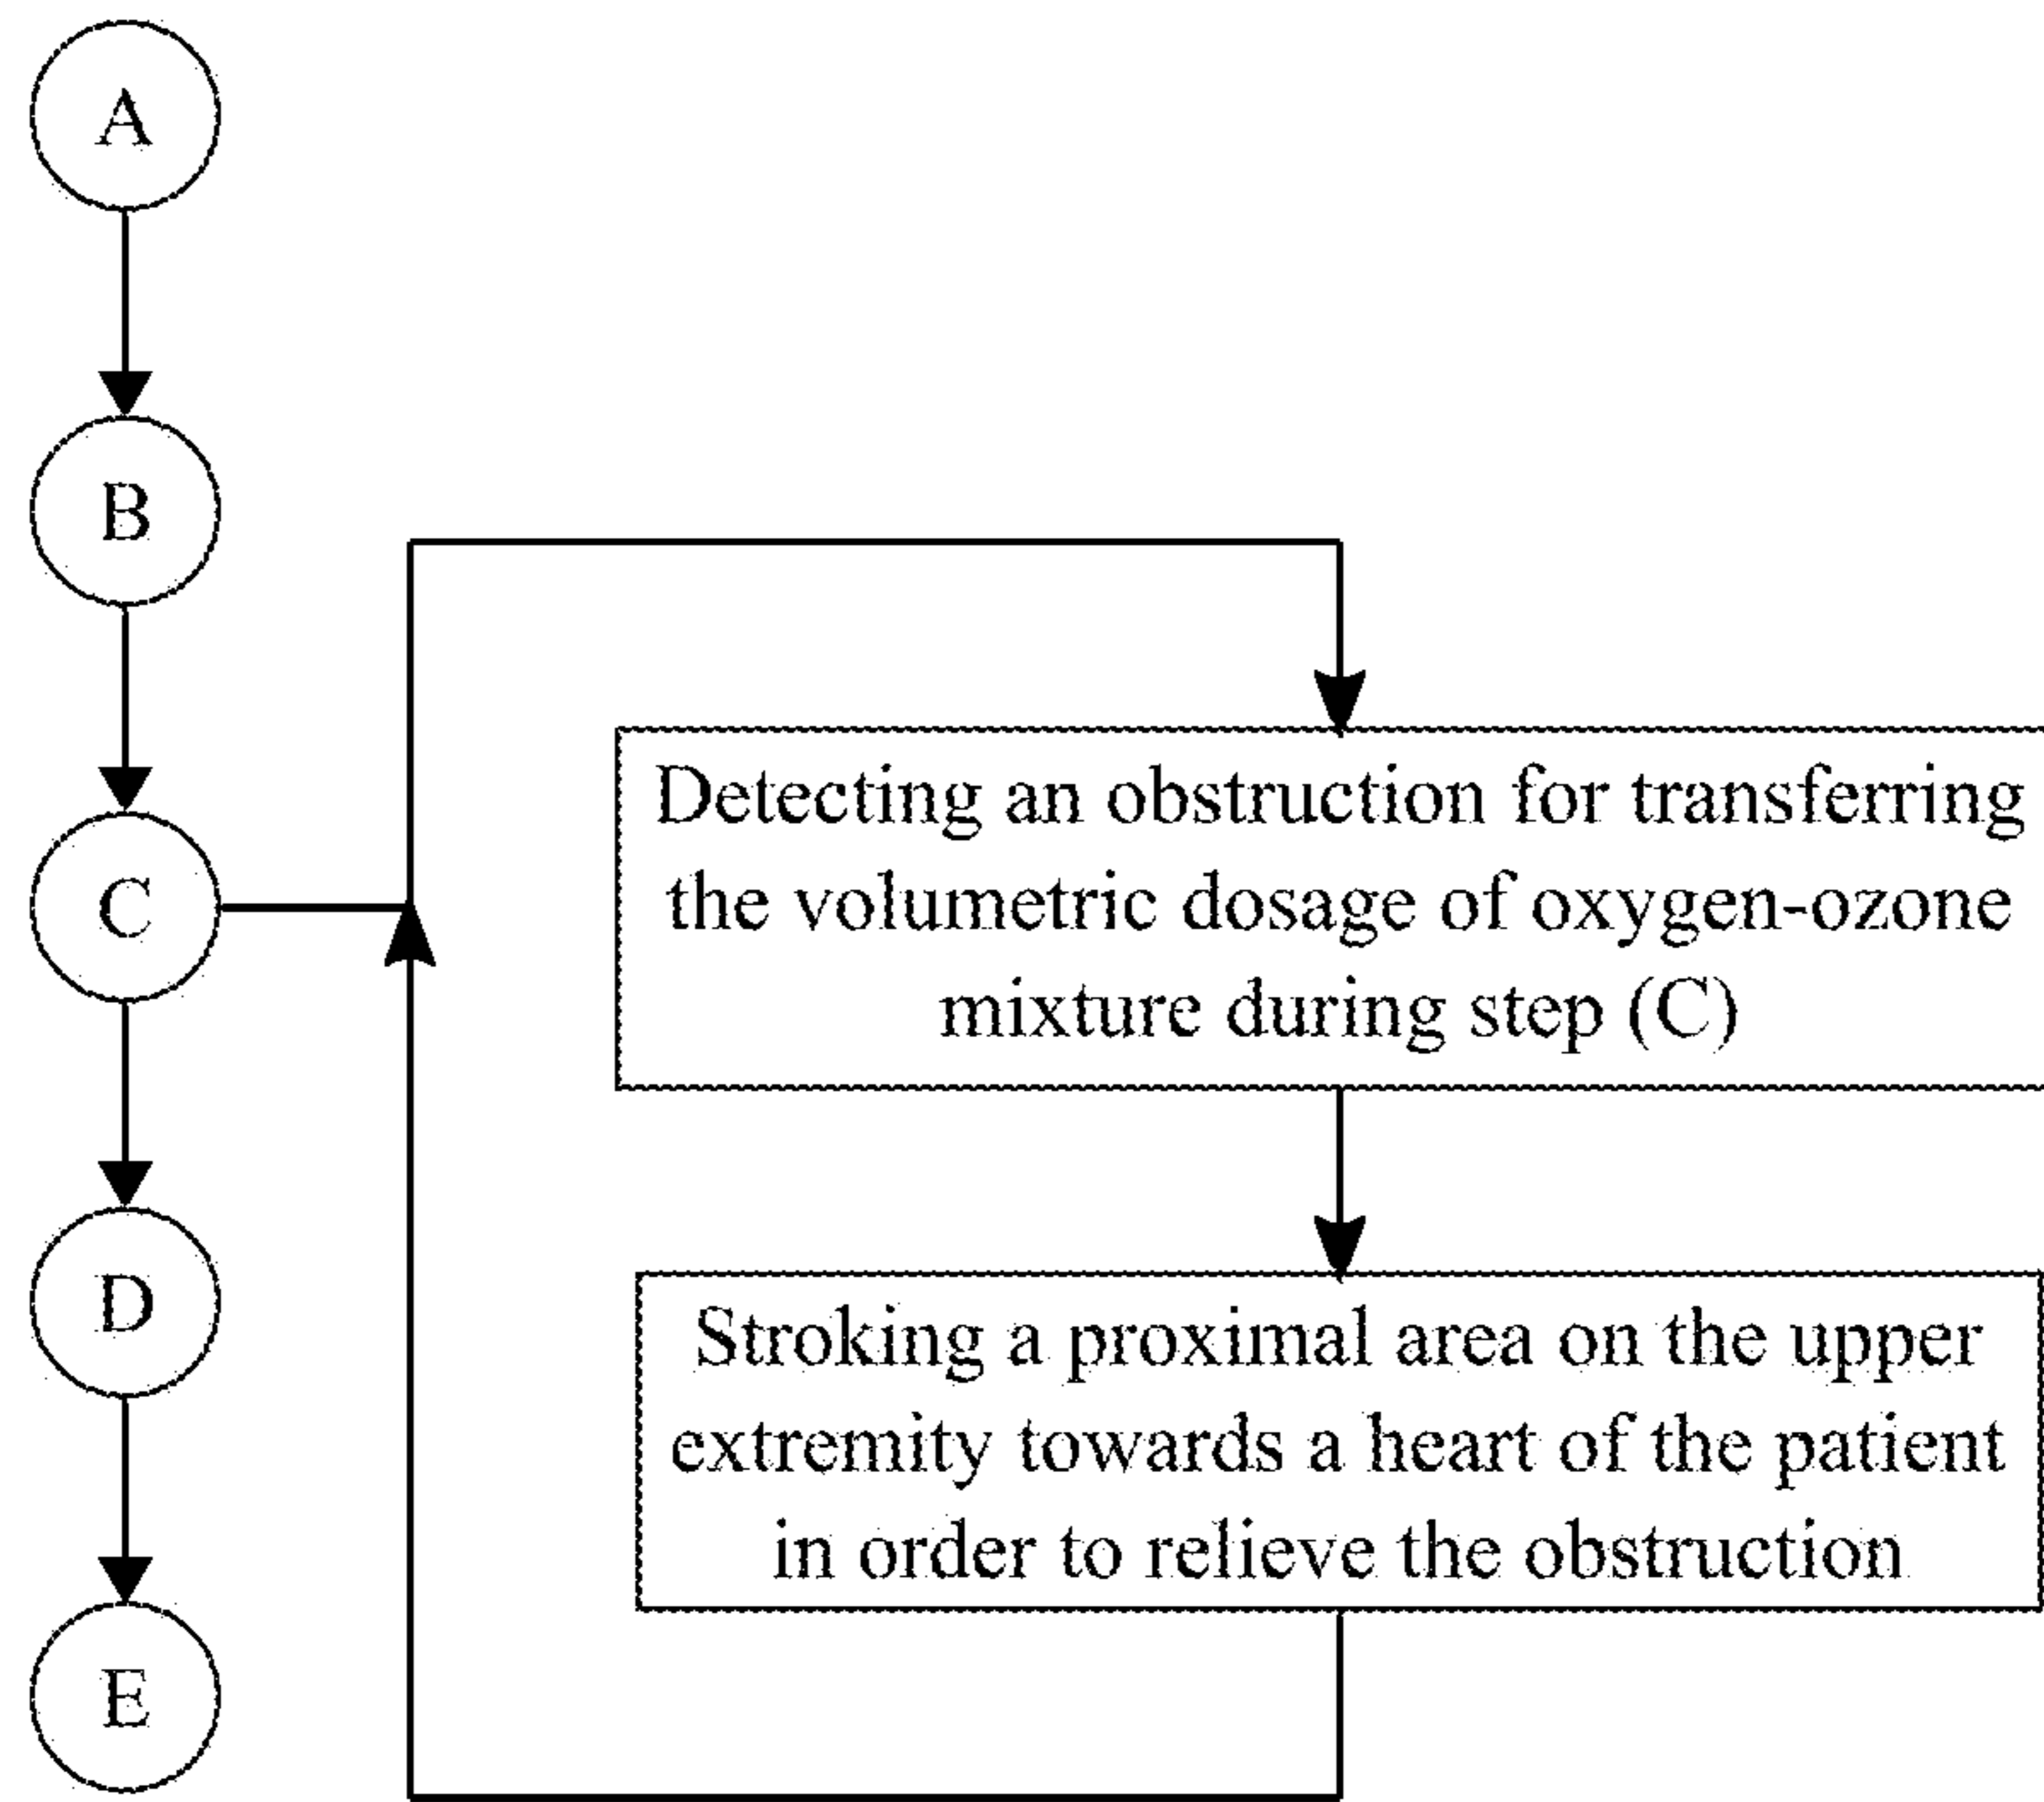 A
B
C
D
E
Detecting an obstruction for transferring
the volumetric dosage of oxygen-ozone
mixture during step (C)
Stroking a proximal area on the upper
extremity towards a heart of the patient
in order to relieve the obstruction